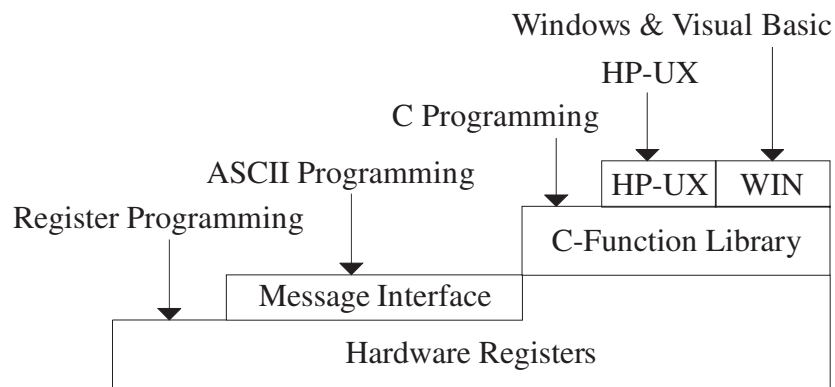 Windows & Visual Basic
HP-UX
C Programming
ASCII Programming
HP-UX
WIN
Register Programming
C-Function Library
Message Interface
Hardware Registers